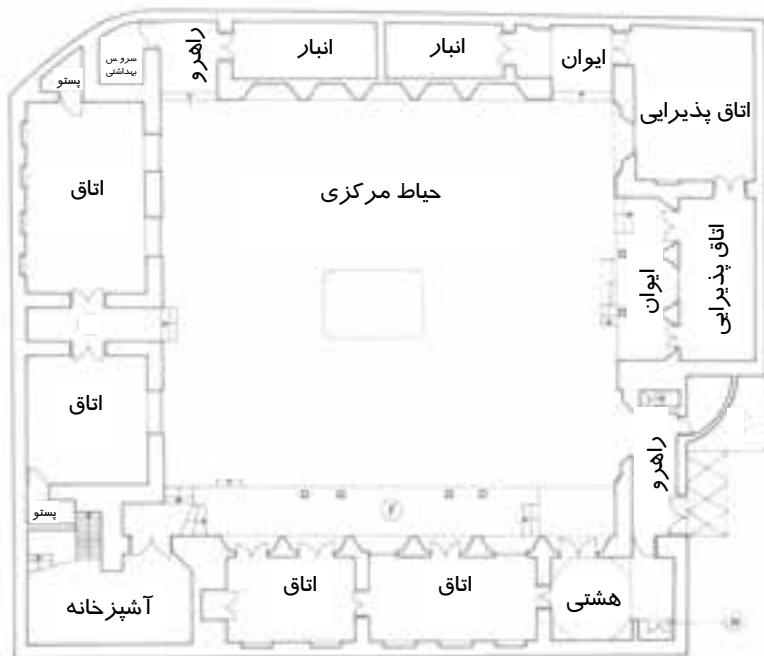 راهرو
انبار
انبار
ایوان
سرویس
بهداشتی
پستو
اتاق پذیرایی
اتاق
حیاط مرکزی
ایوان
اتاق پذیرایی
اتاق
راهرو
پستو
آشپزخانه
اتاق
اتاق
هشتی